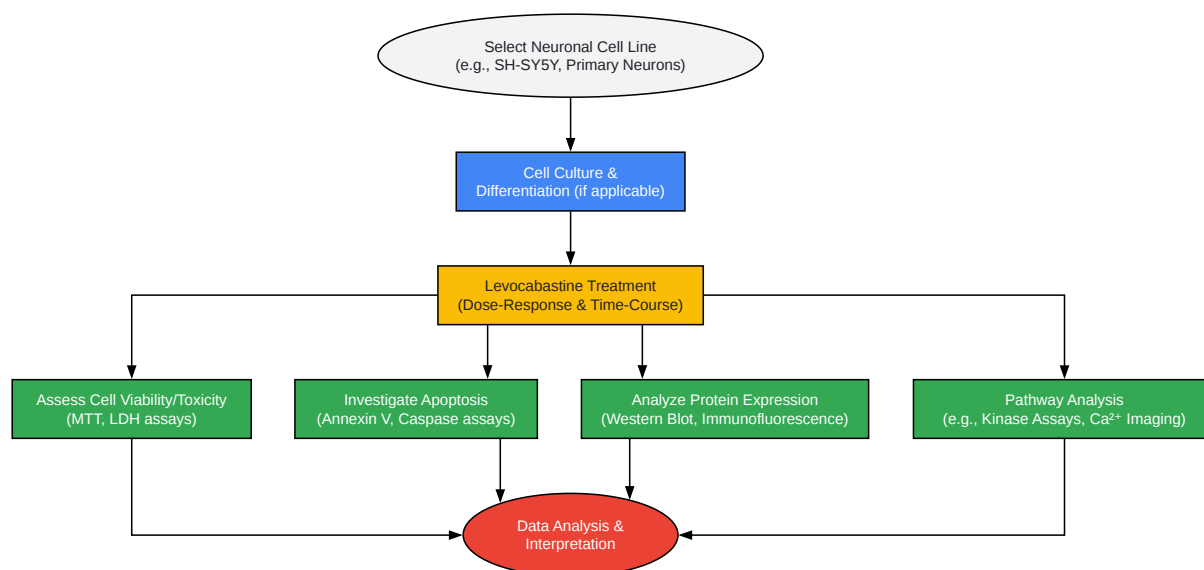 Select Neuronal Cell Line
(e.g., SH-SY5Y, Primary Neurons)
Cell Culture &
Differentiation (if applicable)
Levocabastine Treatment
(Dose-Response & Time-Course)
Assess Cell Viability/Toxicity
(MTT, LDH assays)
Investigate Apoptosis
(Annexin V, Caspase assays)
Analyze Protein Expression
(Western Blot, Immunofluorescence)
Pathway Analysis
(e.g., Kinase Assays, Ca²⁺ Imaging)
Data Analysis &
Interpretation